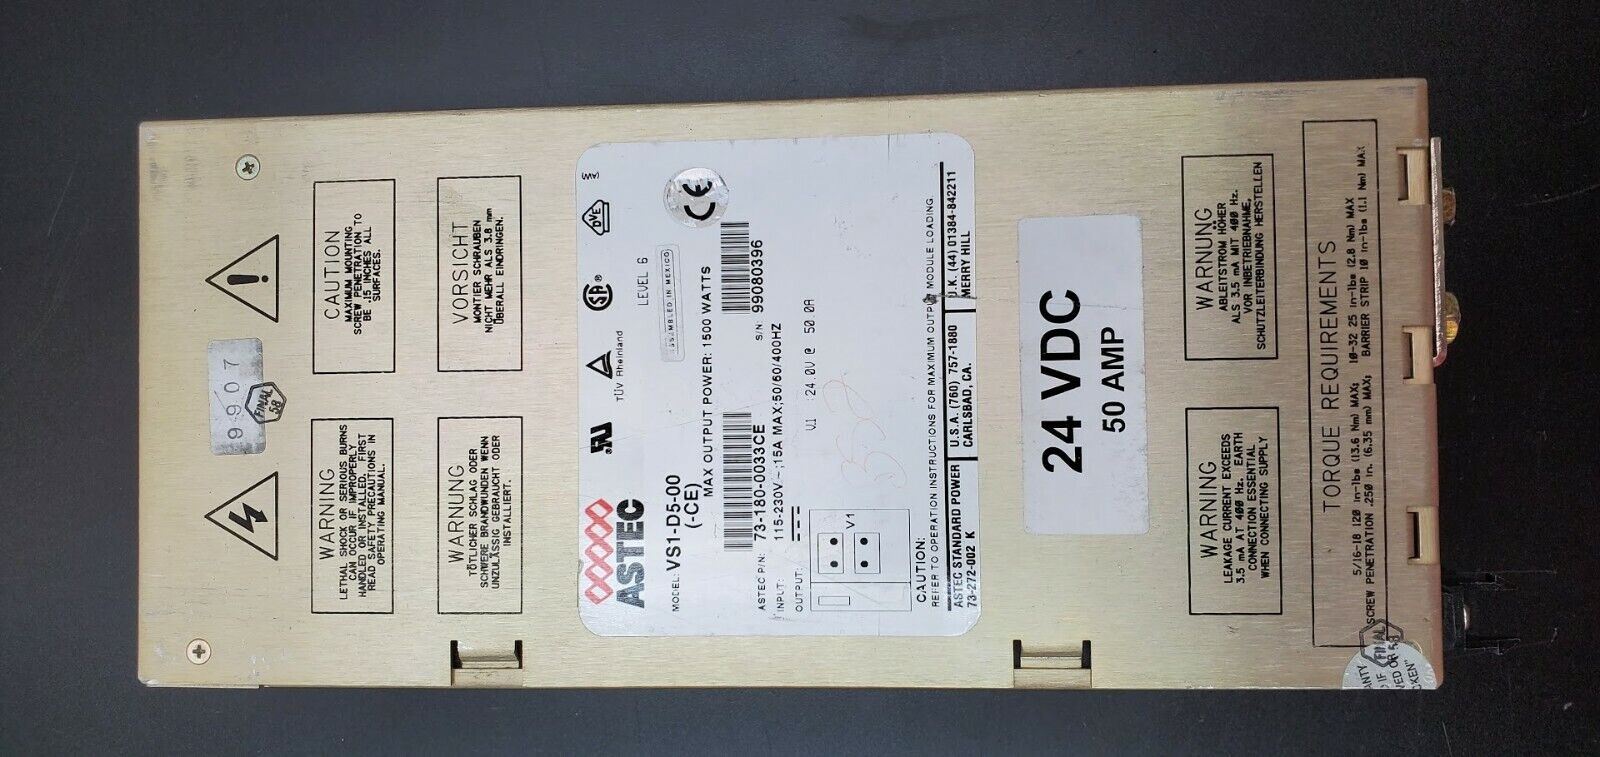 9907
FINAL
58
CAUTION
MAXIMUM MOUNTING
SCREW PENETRATION TO
BE .15 INCHES ALL
SURFACES.
WARNING
LETHAL SHOCK OR SERIOUS BURNS
CAN OCCUR IF IMPROPERLY
HANDLED OR INSTALLED. FIRST
READ SAFETY PRECAUTIONS IN
OPERATING MANUAL.
VORSICHT
MONTIER SCHRAUBEN
NICHT MEHR ALS 3.8 mm
ÜBERALL EINDRINGEN.
WARNUNG
TÖTLICHER SCHLAG ODER
SCHWERE BRANDWUNDEN WENN
UNZULÄSSIG GEBRAUCHT ODER
INSTALLIERT.
ASTEC
TÜV Rheinland
DVE
(AW)
LEVEL 6
ASSEMBLED IN MEXICO
CE
MODEL: VS1-D5-00
(-CE)
MAX OUTPUT POWER: 1500 WATTS
ASTEC P/N: 73-180-0033CE
S/N: 99080396
INPUT: 115-230V~;15A MAX;50/60/400HZ
OUTPUT:
V1 :24.0V @ 50.0A
V1
352
CAUTION:
REFER TO OPERATION INSTRUCTIONS FOR MAXIMUM OUTPUT MODULE LOADING.
ASTEC STANDARD POWER
73-272-002 K
U.S.A. (760) 757-1880
CARLSBAD, CA.
U.K. (44) 01384-842211
MERRY HILL
24 VDC
50 AMP
WARNUNG
ABLEITSTROM HÖHER
ALS 3.5 mA MIT 400 Hz.
VOR INBETRIEBNAHME,
SCHUTZLEITERBINDUNG HERSTELLEN
WARNING
LEAKAGE CURRENT EXCEEDS
3.5 mA AT 400 Hz. EARTH
CONNECTION ESSENTIAL
WHEN CONNECTING SUPPLY
TORQUE REQUIREMENTS
5/16-18 120 in-lbs (13.6 Nm) MAX; 10-32 25 in-lbs (2.8 Nm) MAX
SCREW PENETRATION .250 in. (6.35 mm) MAX; BARRIER STRIP 10 in-lbs (1.1 Nm) MAX
FINAL
58